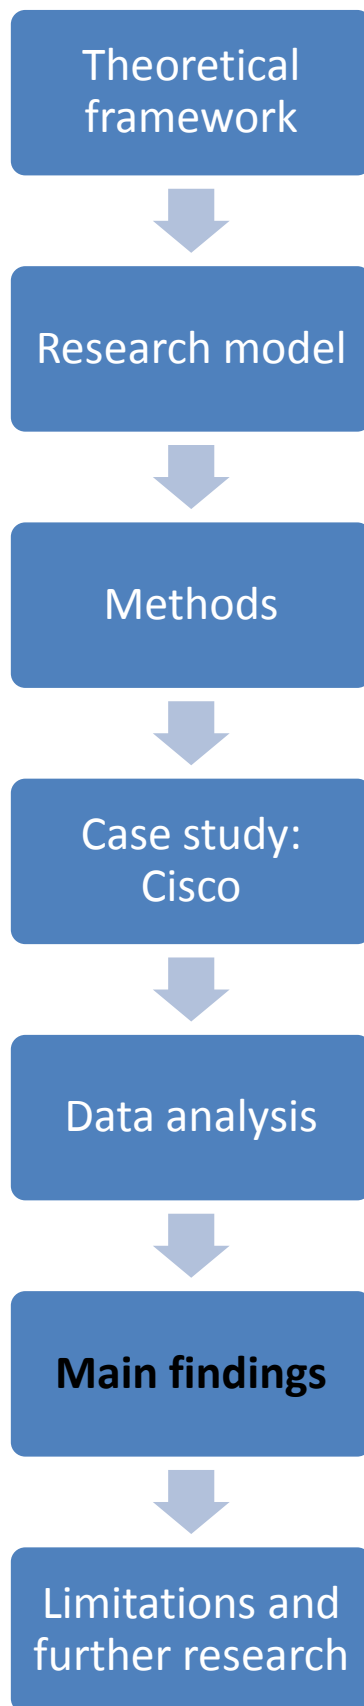 Theoretical
framework
Research model
Methods
Case study:
Cisco
Data analysis
Main findings
Limitations and
further research